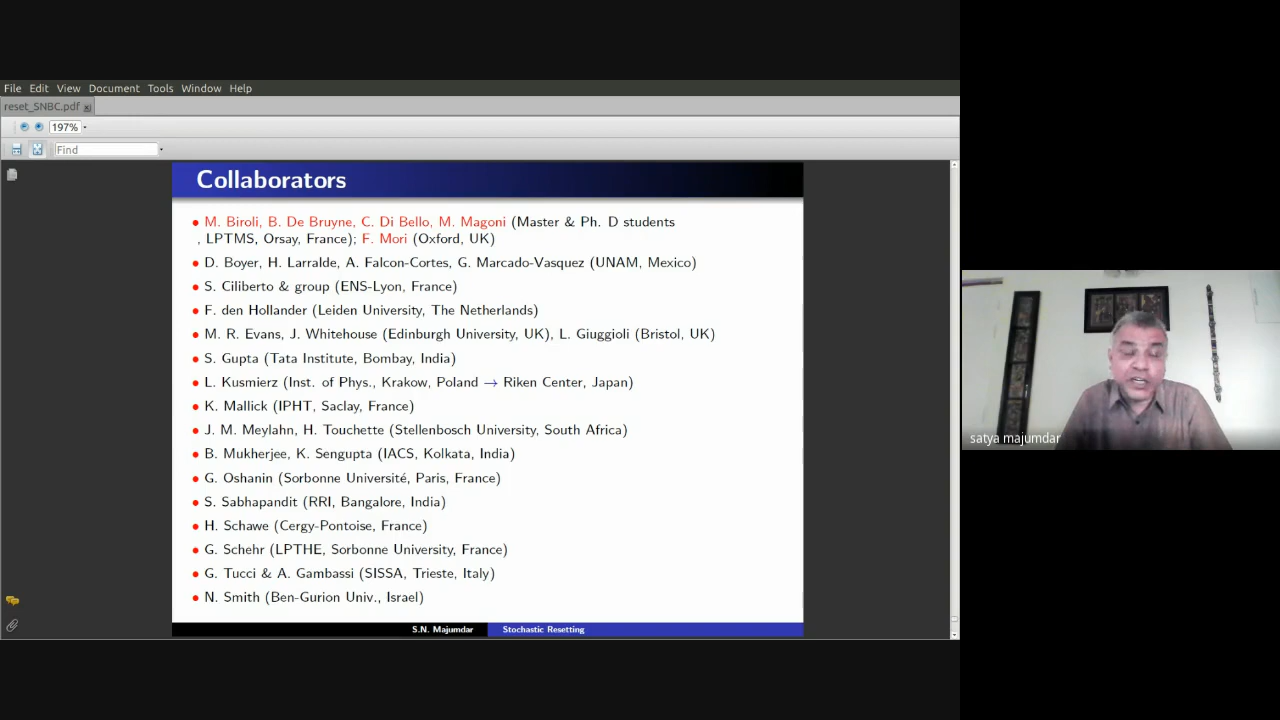 File Edit View Document Tools Window Help
reset_SNBC.pdf
197%
Find
Collaborators
M. Biroli, B. De Bruyne, C. Di Bello, M. Magoni (Master & Ph. D students
, LPTMS, Orsay, France); F. Mori (Oxford, UK)
D. Boyer, H. Larralde, A. Falcon-Cortes, G. Marcado-Vasquez (UNAM, Mexico)
S. Ciliberto & group (ENS-Lyon, France)
F. den Hollander (Leiden University, The Netherlands)
M. R. Evans, J. Whitehouse (Edinburgh University, UK), L. Giuggioli (Bristol, UK)
S. Gupta (Tata Institute, Bombay, India)
L. Kusmierz (Inst. of Phys., Krakow, Poland → Riken Center, Japan)
K. Mallick (IPHT, Saclay, France)
J. M. Meylahn, H. Touchette (Stellenbosch University, South Africa)
B. Mukherjee, K. Sengupta (IACS, Kolkata, India)
G. Oshanin (Sorbonne Université, Paris, France)
S. Sabhapandit (RRI, Bangalore, India)
H. Schawe (Cergy-Pontoise, France)
G. Schehr (LPTHE, Sorbonne University, France)
G. Tucci & A. Gambassi (SISSA, Trieste, Italy)
N. Smith (Ben-Gurion Univ., Israel)
S.N. Majumdar Stochastic Resetting
satya majumdar